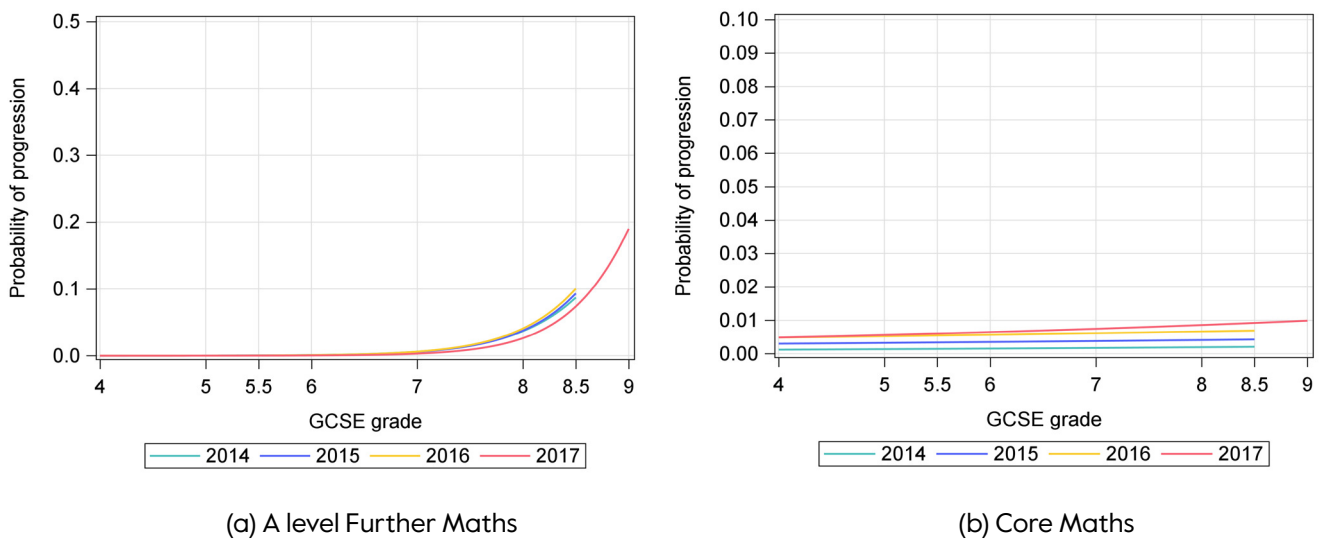 0.5
0.4
0.3
0.2
0.1
0.0
Probability of progression
4 5 5.5 6 7 8 8.5 9
GCSE grade
2014 2015 2016 2017
(a) A level Further Maths
0.10
0.09
0.08
0.07
0.06
0.05
0.04
0.03
0.02
0.01
0.00
Probability of progression
4 5 5.5 6 7 8 8.5 9
GCSE grade
2014 2015 2016 2017
(b) Core Maths